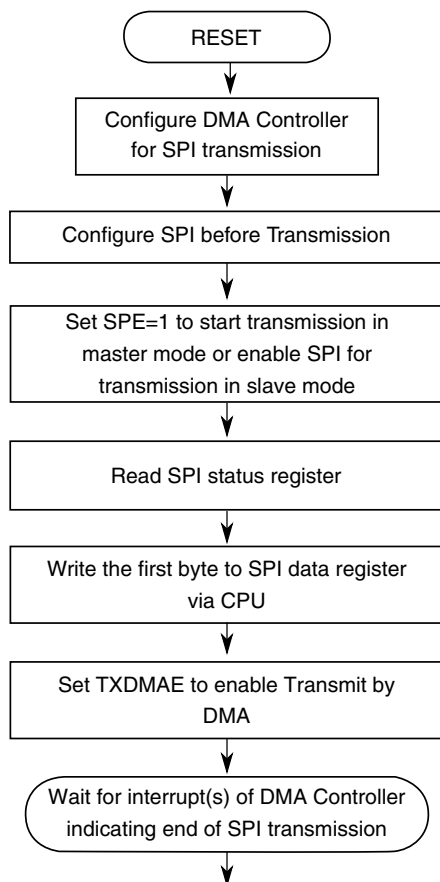 RESET
Configure DMA Controller
for SPI transmission
Configure SPI before Transmission
Set SPE=1 to start transmission in
master mode or enable SPI for
transmission in slave mode
Read SPI status register
Write the first byte to SPI data register
via CPU
Set TXDMAE to enable Transmit by
DMA
Wait for interrupt(s) of DMA Controller
indicating end of SPI transmission